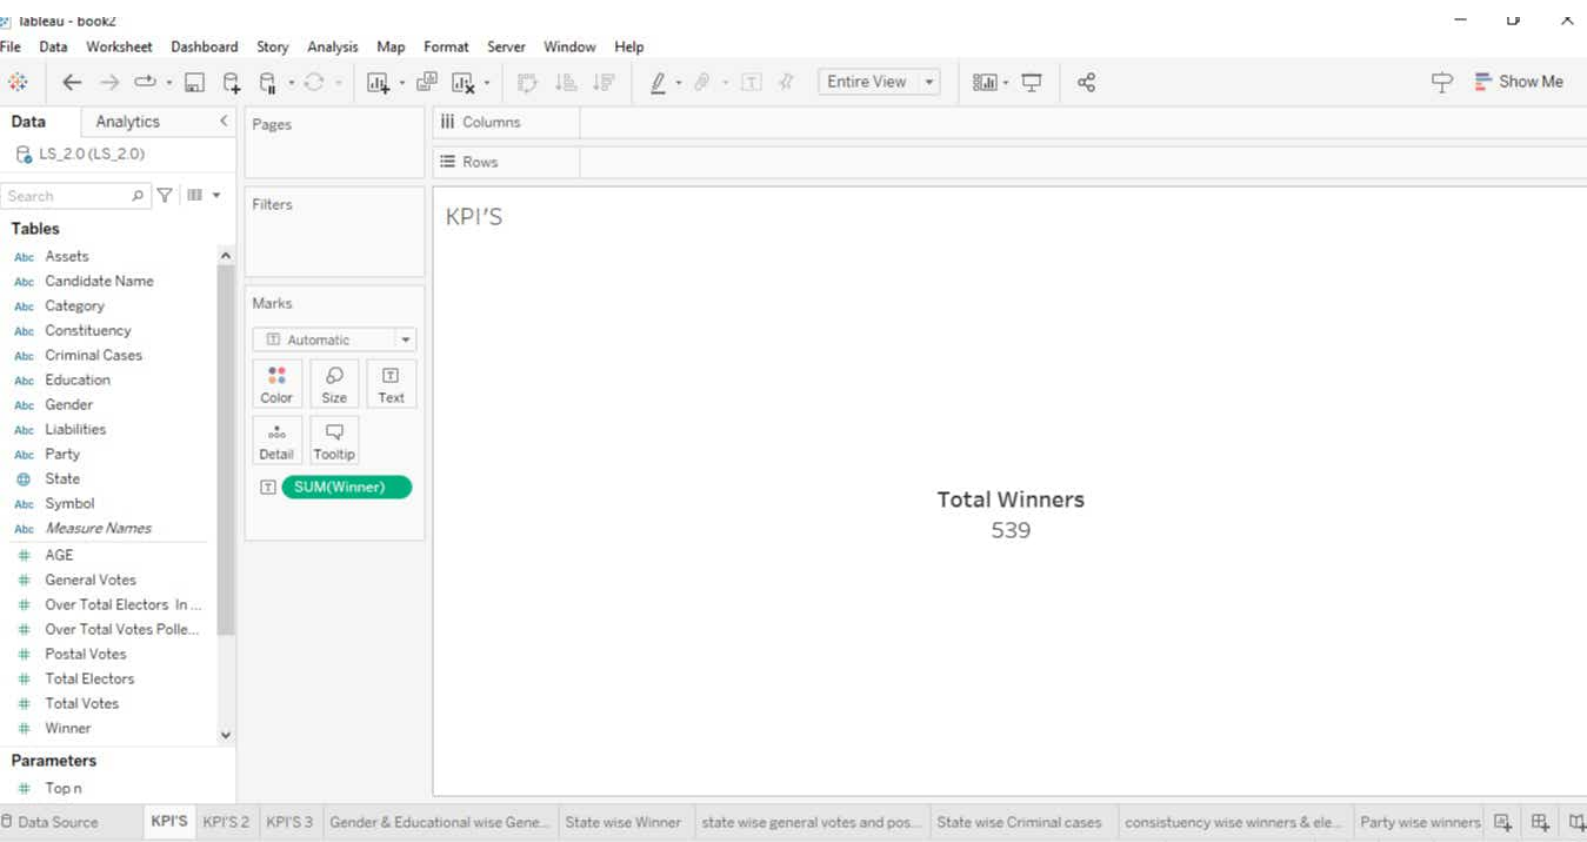 Tableau - book2
File Data Worksheet Dashboard Story Analysis Map Format Server Window Help
Entire View
Show Me
Data Analytics
LS_2.0 (LS_2.0)
Search
Tables
Abc Assets
Abc Candidate Name
Abc Category
Abc Constituency
Abc Criminal Cases
Abc Education
Abc Gender
Abc Liabilities
Abc Party
State
Abc Symbol
Abc Measure Names
# AGE
# General Votes
# Over Total Electors In ...
# Over Total Votes Polle...
# Postal Votes
# Total Electors
# Total Votes
# Winner
Parameters
# Top n
Pages
Filters
Marks
T Automatic
Color Size Text
Detail Tooltip
T SUM(Winner)
Columns
Rows
KPI'S
Total Winners
539
Data Source KPI'S KPI'S 2 KPI'S 3 Gender & Educational wise Gene... State wise Winner state wise general votes and pos... State wise Criminal cases consistuency wise winners & ele... Party wise winners